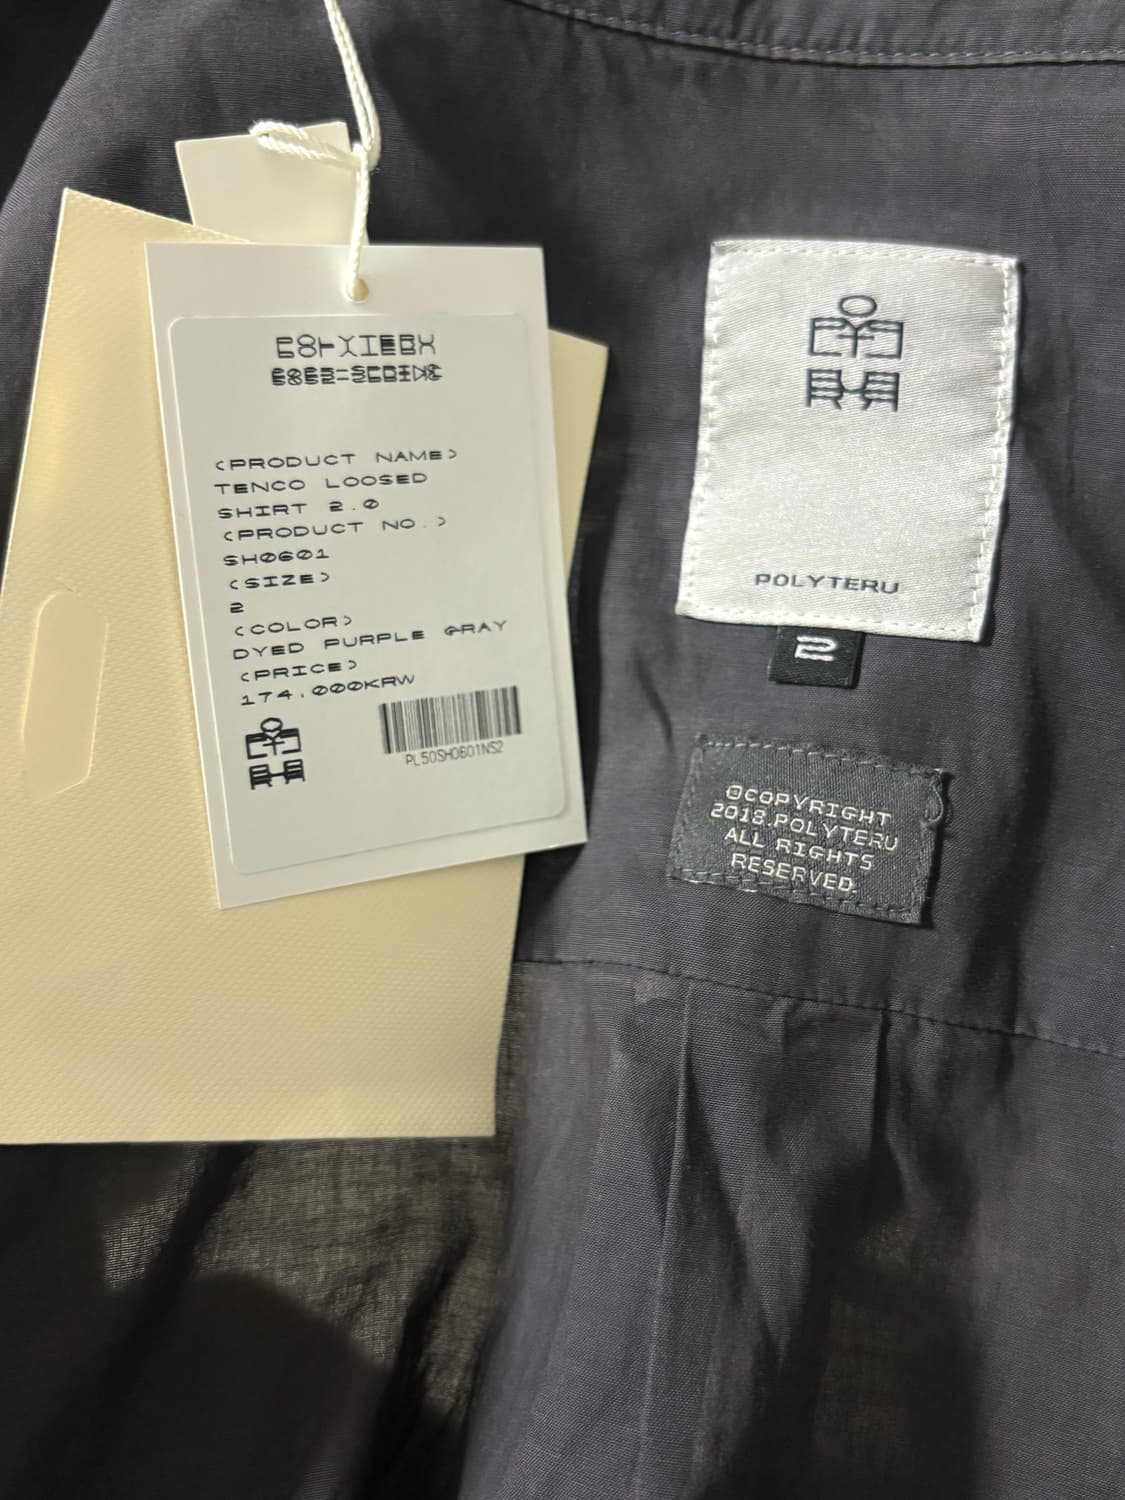 <PRODUCT NAME>
TENCO LOOSED
SHIRT 2.0
<PRODUCT NO.>
SH0601
<SIZE>
2
<COLOR>
DYED PURPLE GRAY
<PRICE>
174.000KRW
PL50SH0601NS2
POLYTERU
2
©COPYRIGHT
2018.POLYTERU
ALL RIGHTS
RESERVED.